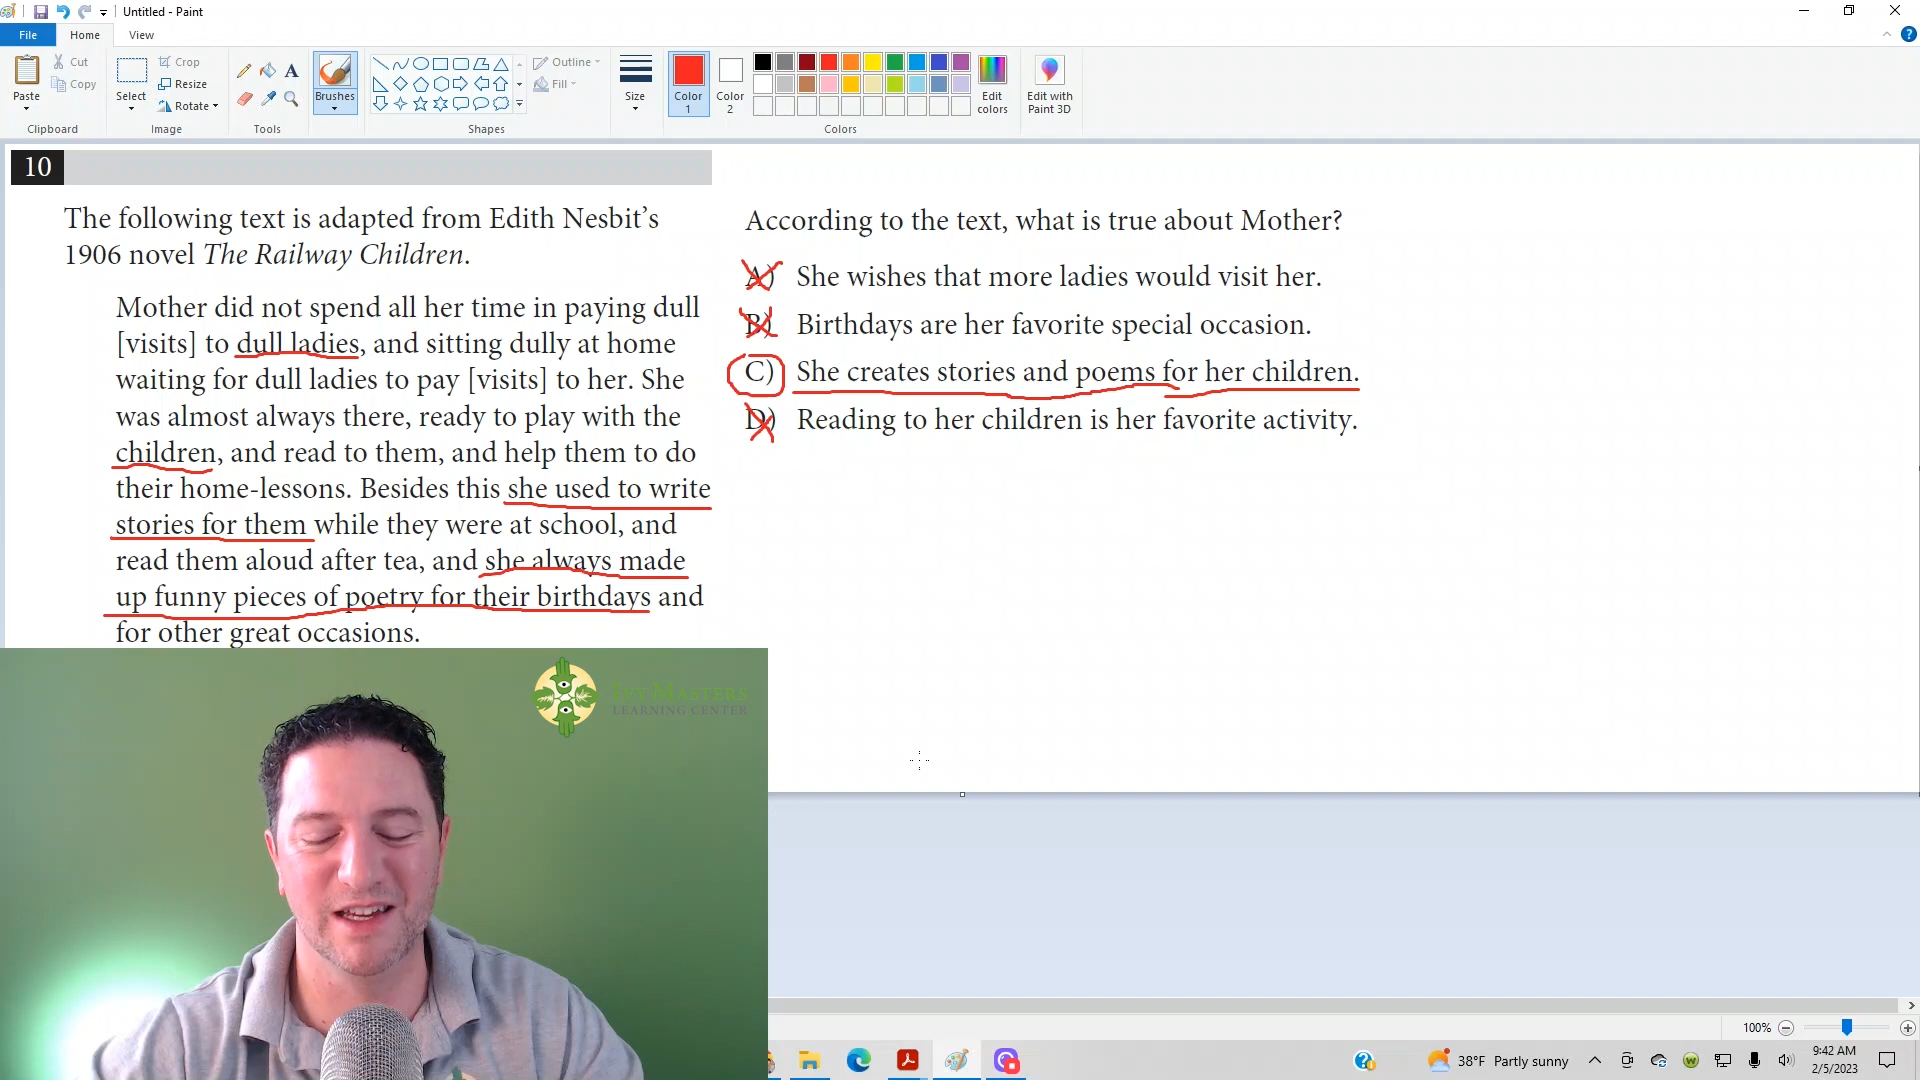 Untitled - Paint
File
Home
View
Paste
Cut
Copy
Clipboard
Select
Crop
Resize
Rotate
Image
A
Tools
Brushes
Shapes
Outline
Fill
Size
Color
1
Color
2
Colors
Edit
colors
Edit with
Paint 3D
10
The following text is adapted from Edith Nesbit’s
1906 novel The Railway Children.
Mother did not spend all her time in paying dull
[visits] to dull ladies, and sitting dully at home
waiting for dull ladies to pay [visits] to her. She
was almost always there, ready to play with the
children, and read to them, and help them to do
their home-lessons. Besides this she used to write
stories for them while they were at school, and
read them aloud after tea, and she always made
up funny pieces of poetry for their birthdays and
for other great occasions.
According to the text, what is true about Mother?
A) She wishes that more ladies would visit her.
B) Birthdays are her favorite special occasion.
C) She creates stories and poems for her children.
D) Reading to her children is her favorite activity.
IVY MASTERS
LEARNING CENTER
100%
38°F Partly sunny
9:42 AM
2/5/2023